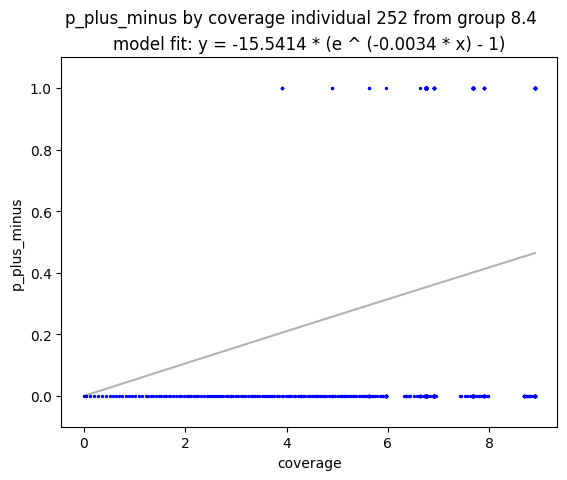 p_plus_minus by coverage individual 252 from group 8.4
model fit: y = -15.5414 * (e ^ (-0.0034 * x) - 1)
1.0
0.8
0.6
0.4
0.2
0.0
p_plus_minus
0 2 4 6 8
coverage